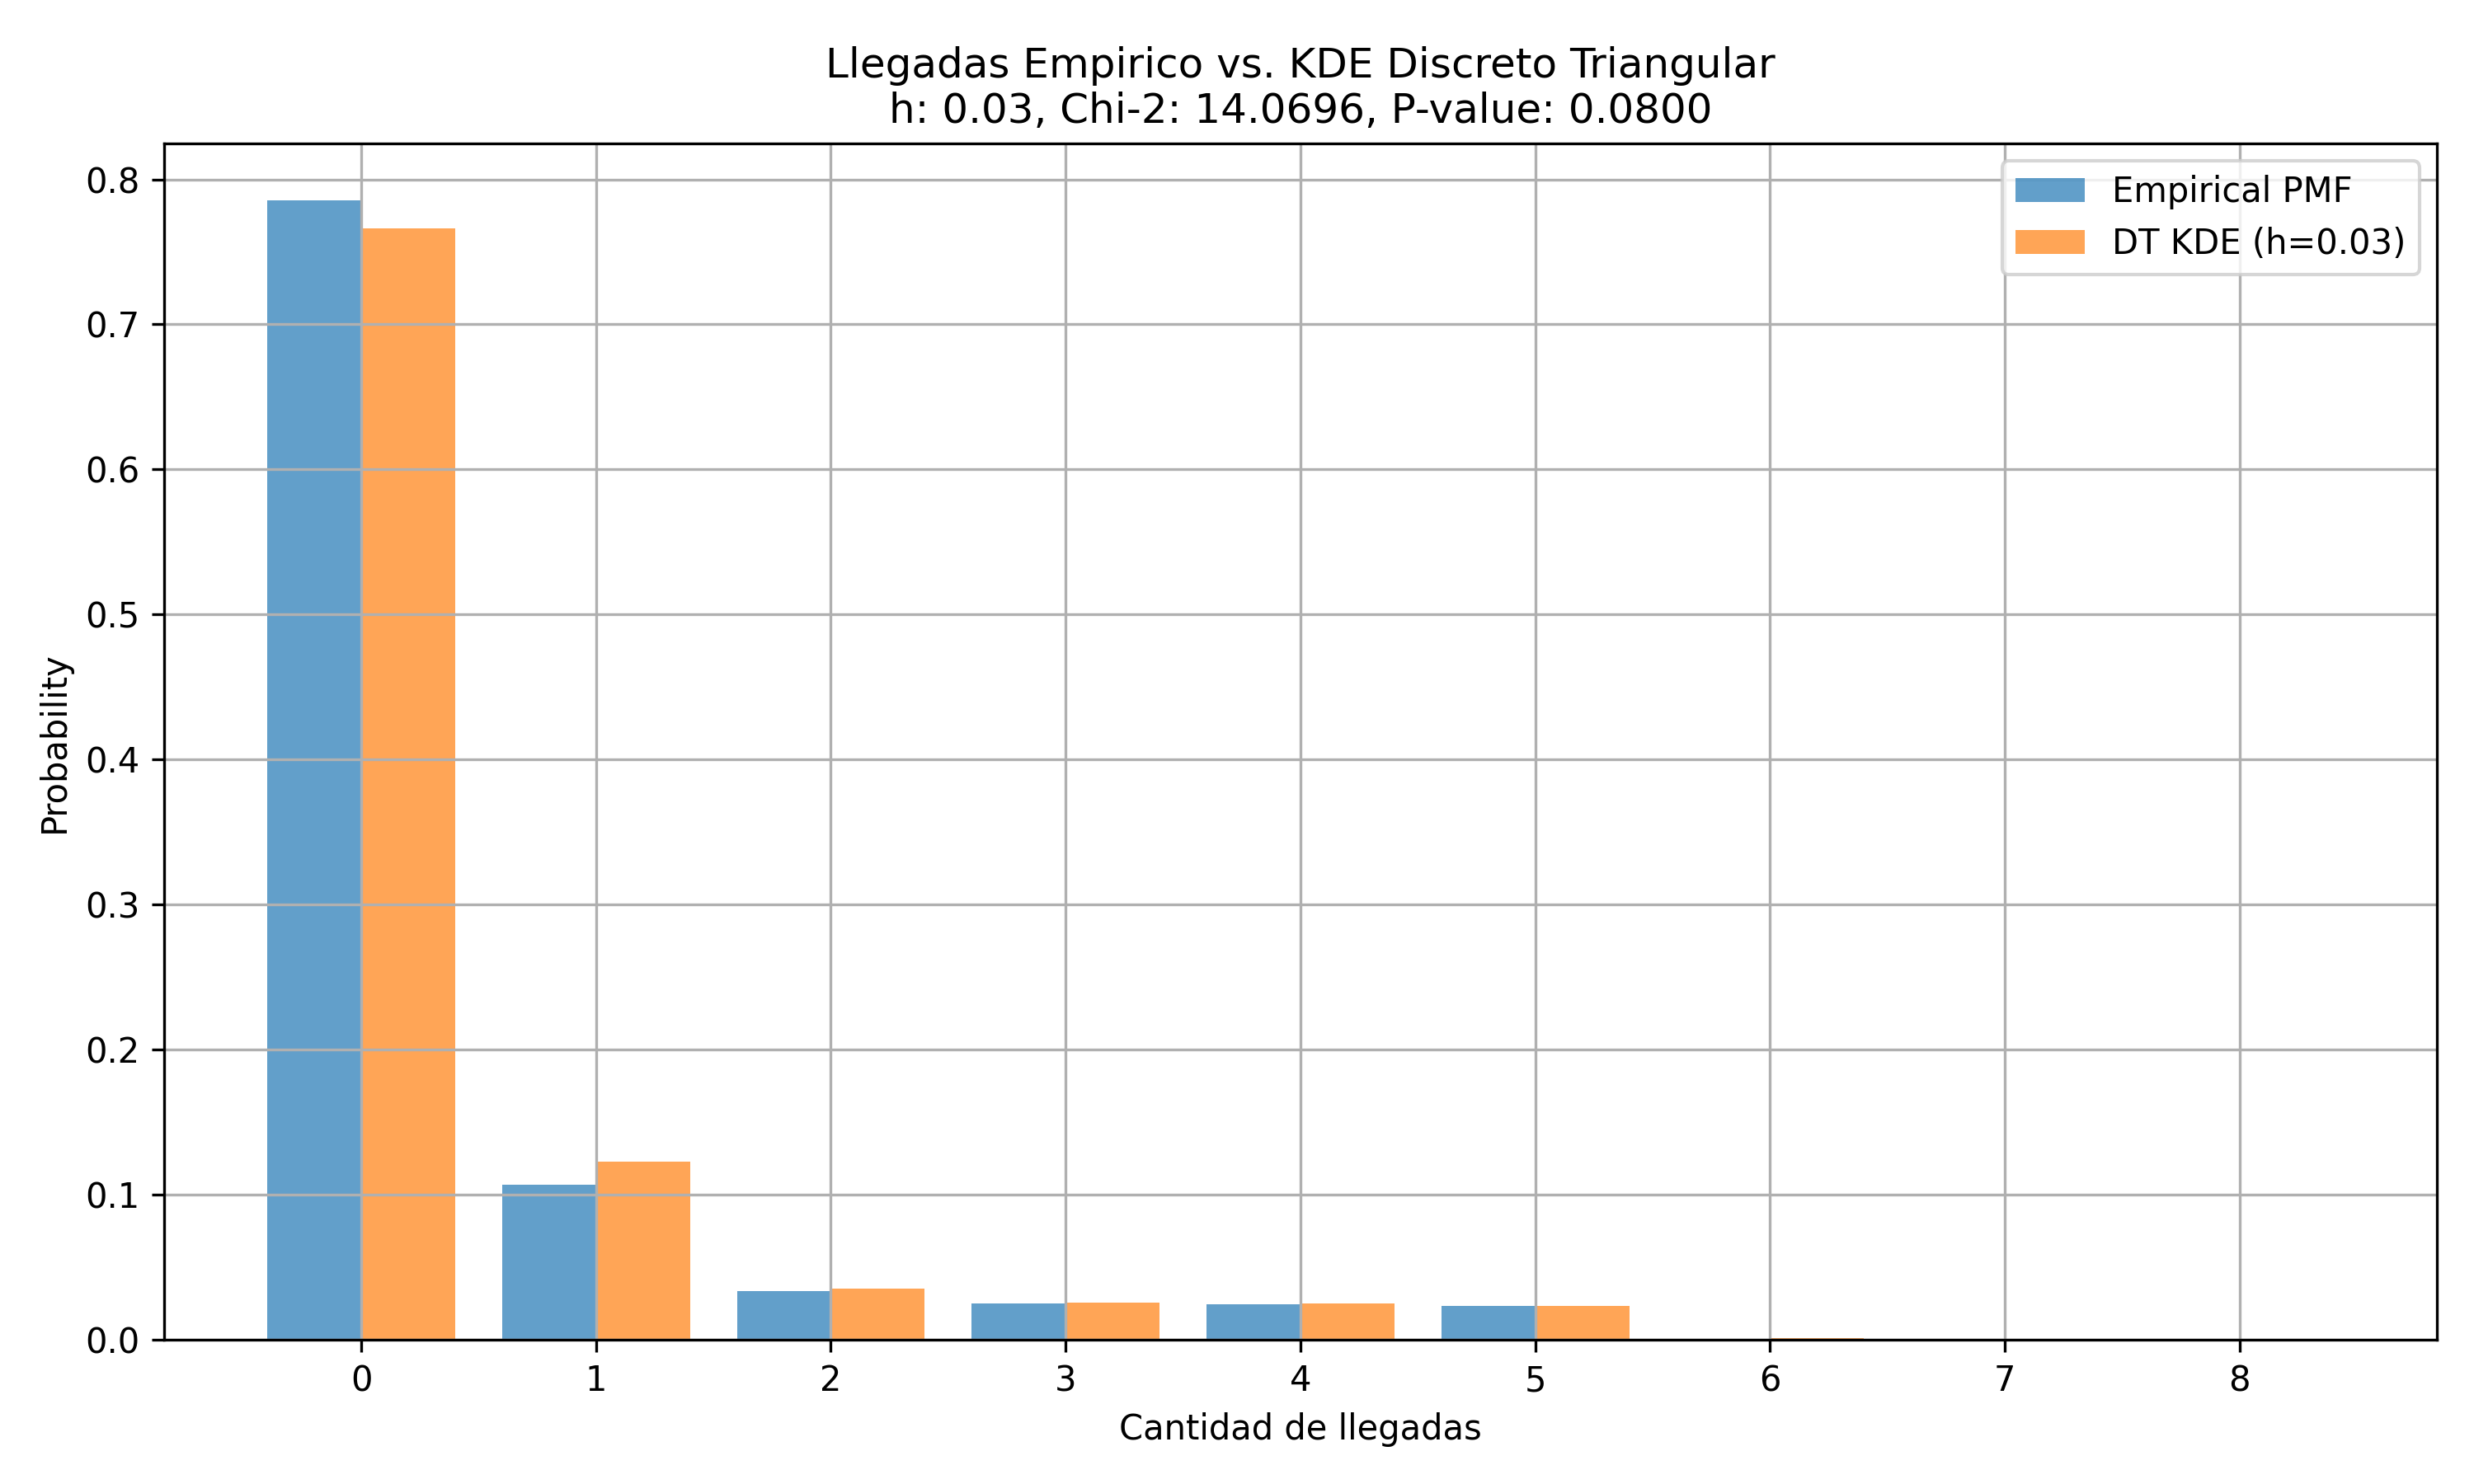 Llegadas Empirico vs. KDE Discreto Triangular
h: 0.03, Chi-2: 14.0696, P-value: 0.0800
Empirical PMF
DT KDE (h=0.03)
Probability
0.8
0.7
0.6
0.5
0.4
0.3
0.2
0.1
0.0
0 1 2 3 4 5 6 7 8
Cantidad de llegadas